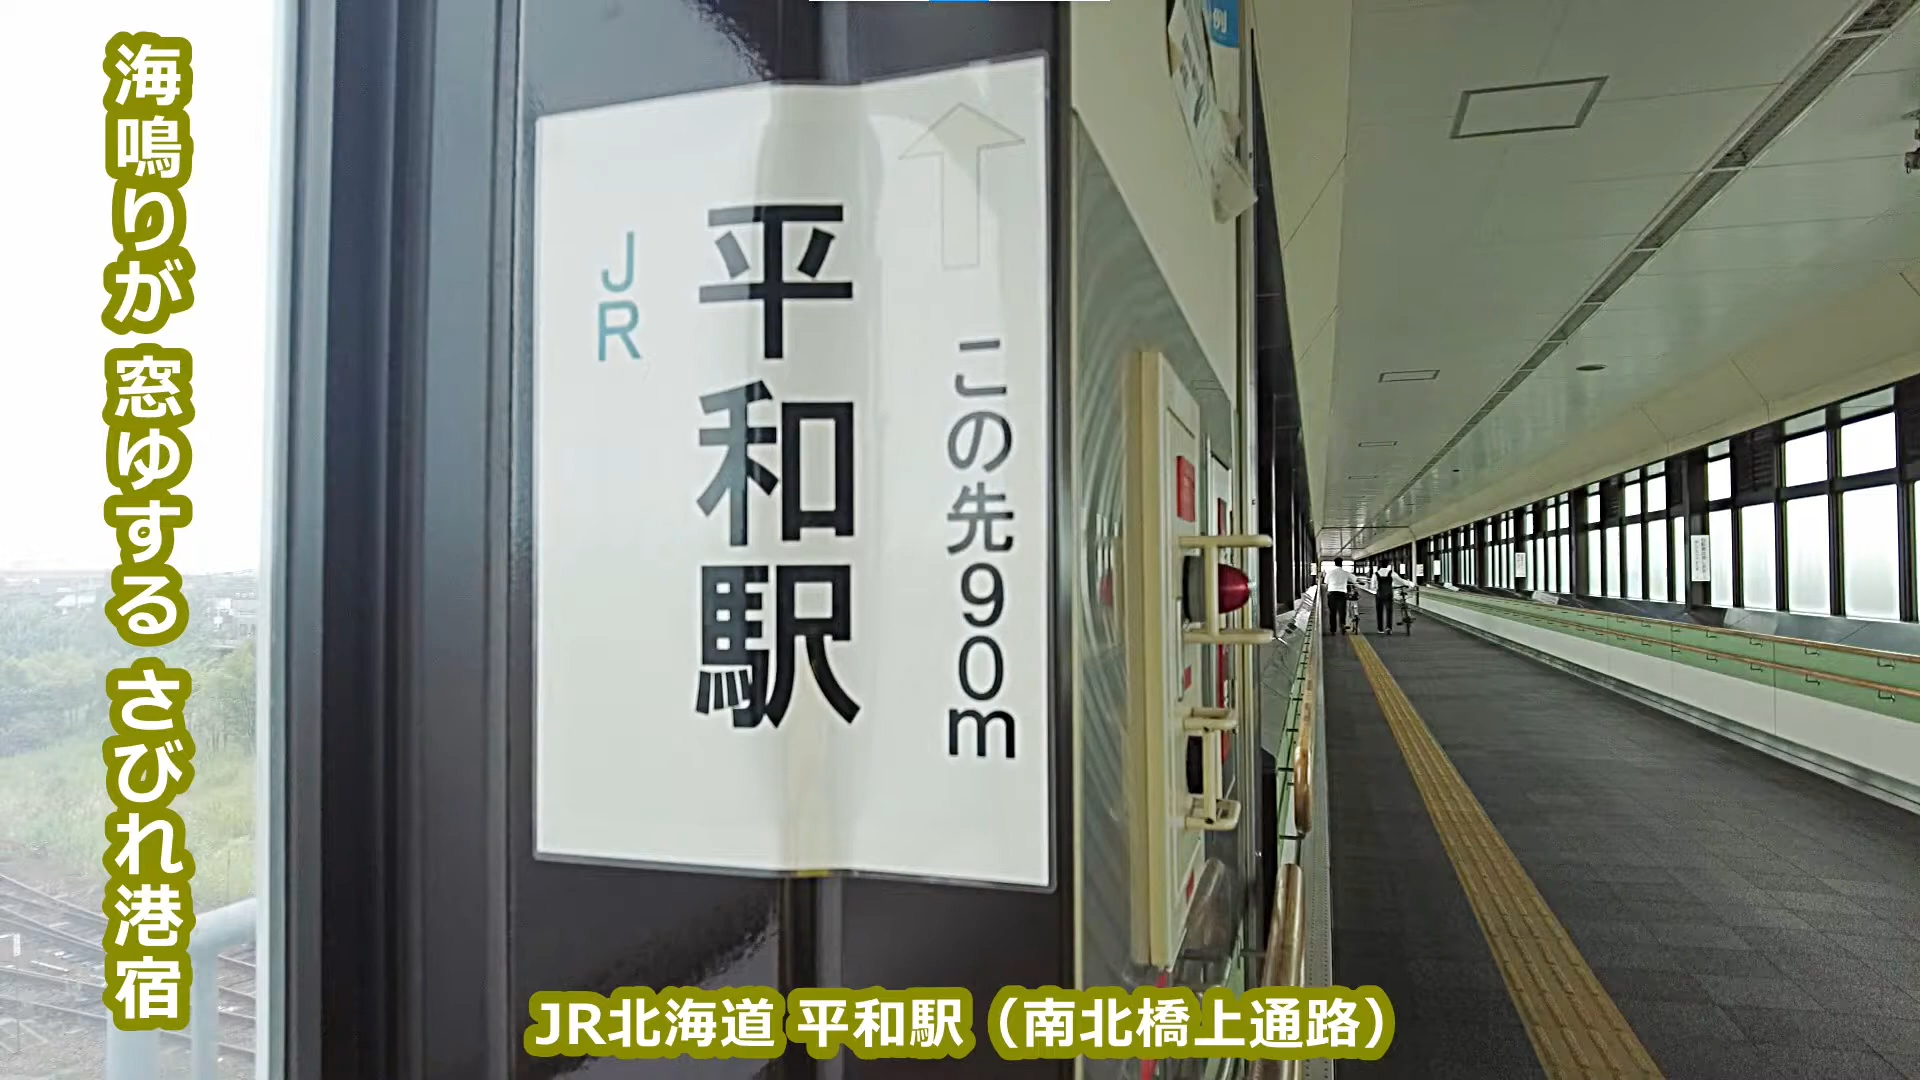 海鳴りが 窓ゆする さびれ港宿
この先90m
平和駅
JR
例
JR北海道 平和駅（南北橋上通路）